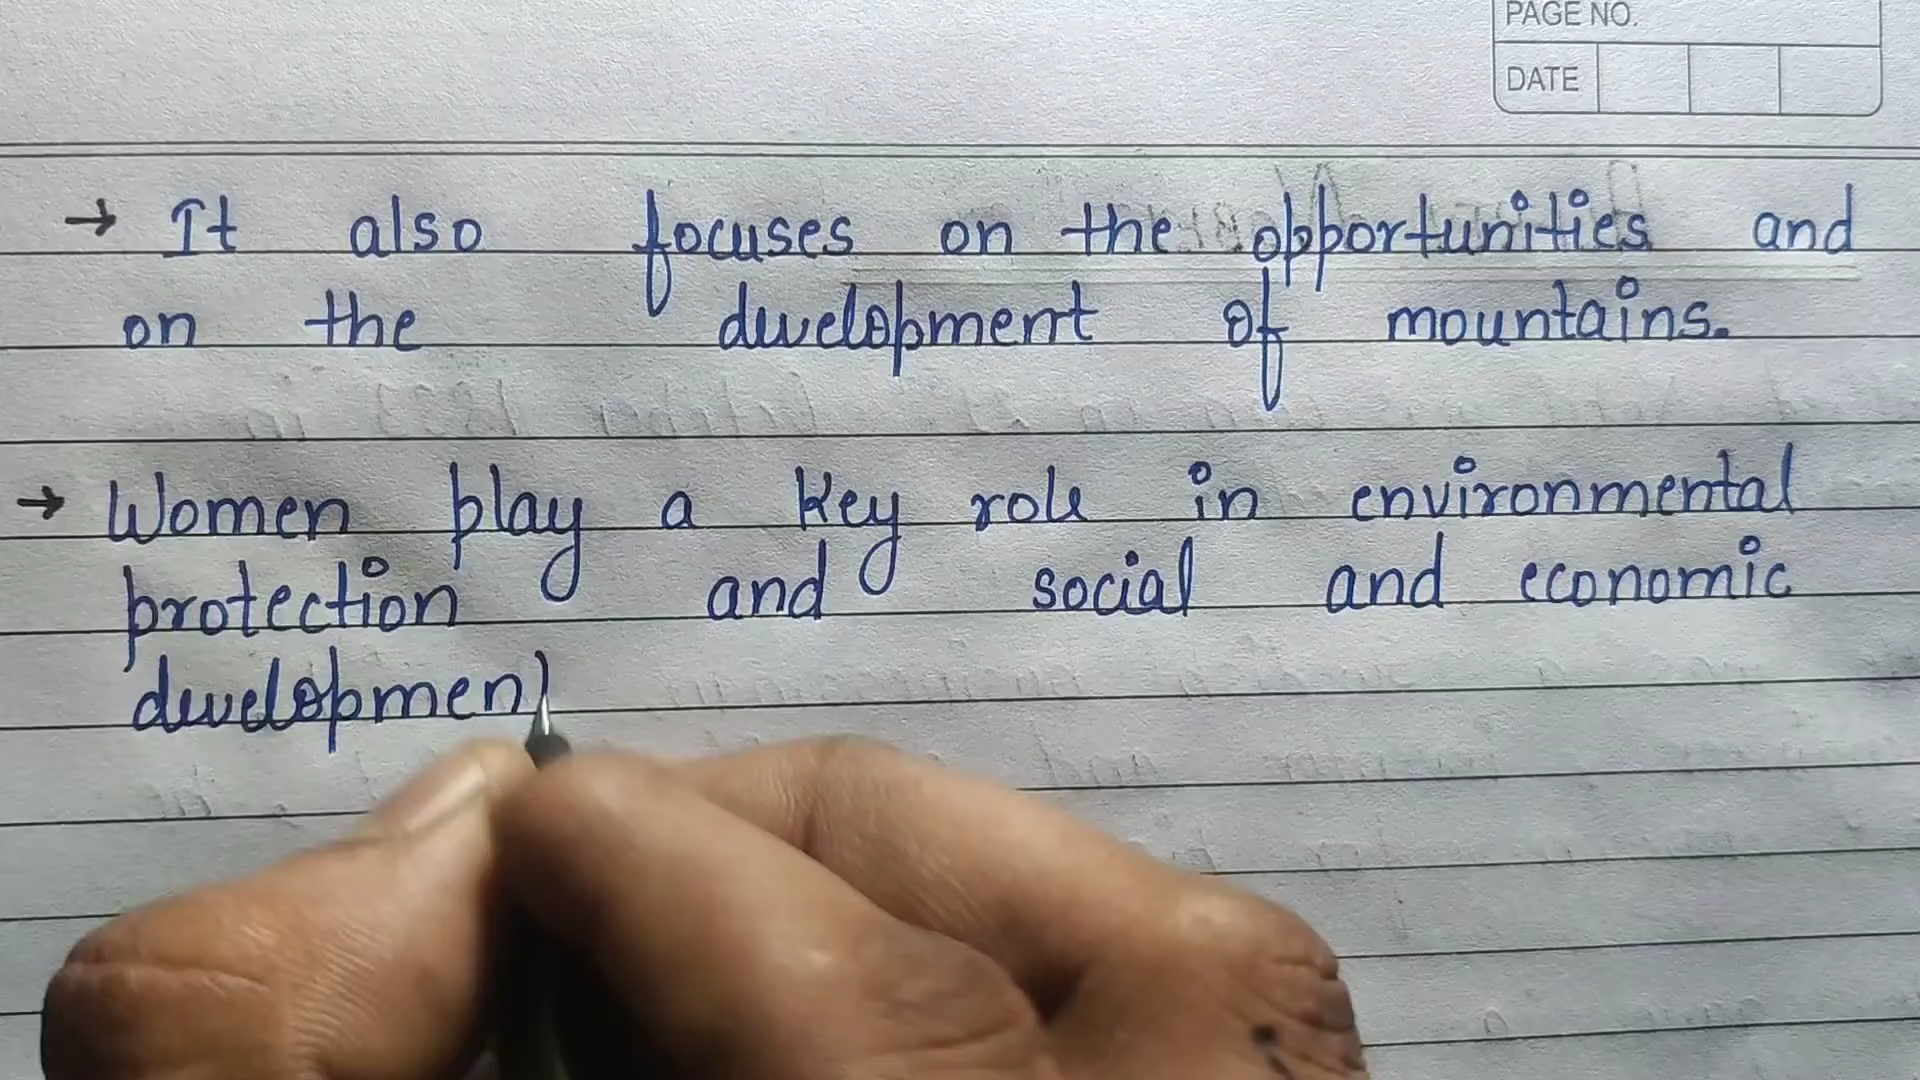 PAGE NO.
DATE
→ It also focuses on the opportunities and
on the development of mountains.
→ Women play a key role in environmental
protection and social and economic
developmen